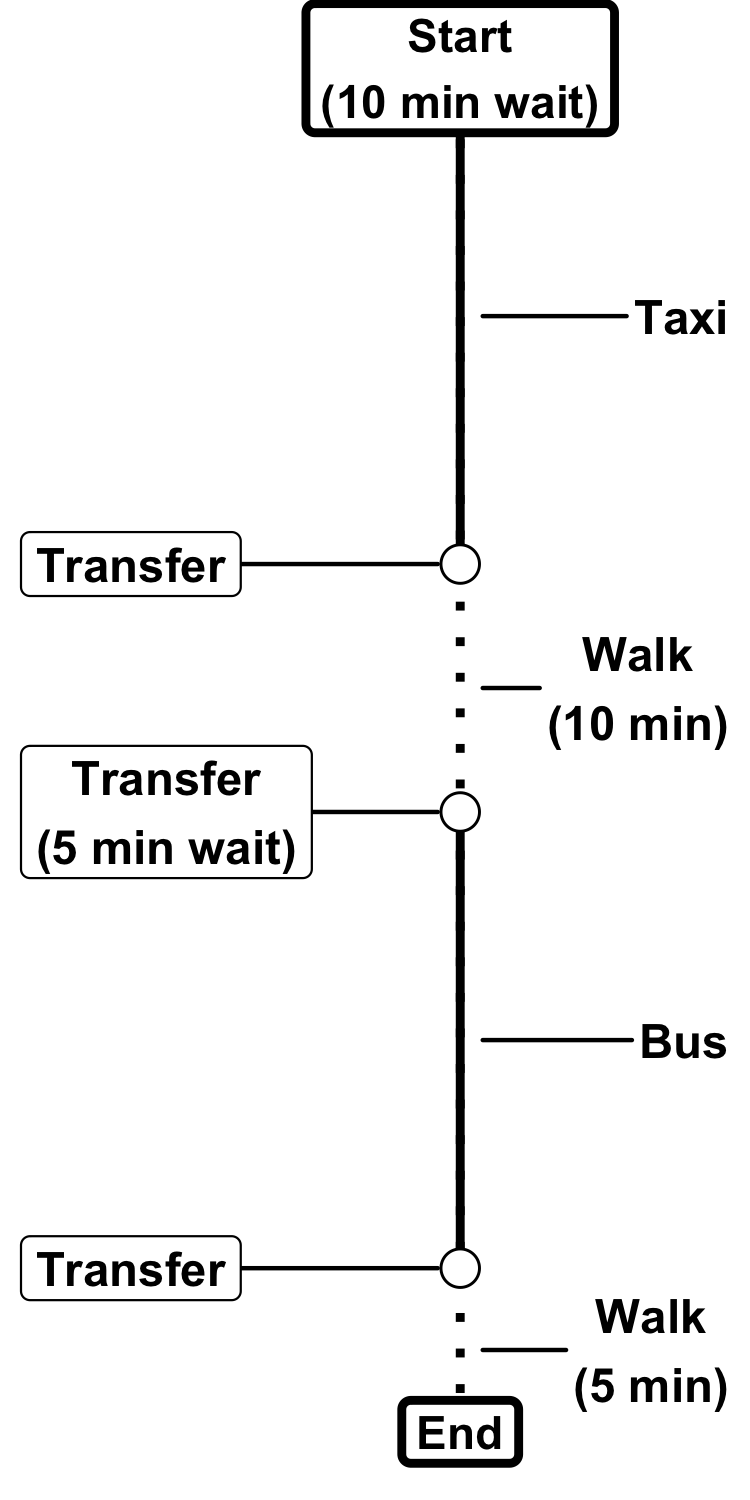 Start
(10 min wait)
Taxi
Transfer
Walk
(10 min)
Transfer
(5 min wait)
Bus
Transfer
Walk
(5 min)
End